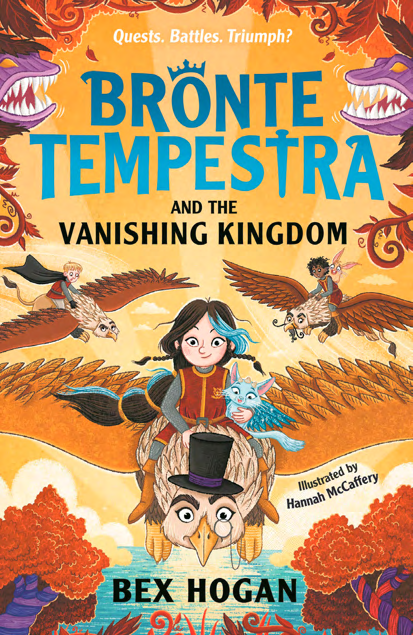 Quests. Battles. Triumph?
BRONTE
TEMPESTRA
AND THE
VANISHING KINGDOM
Illustrated by
Hannah McCaffery
BEX HOGAN